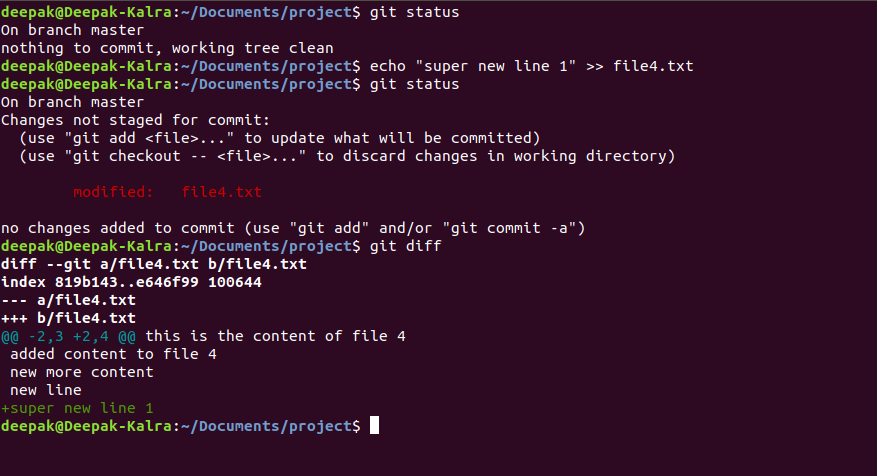 deepak@Deepak-Kalra:~/Documents/project$ git status
On branch master
nothing to commit, working tree clean
deepak@Deepak-Kalra:~/Documents/project$ echo "super new line 1" >> file4.txt
deepak@Deepak-Kalra:~/Documents/project$ git status
On branch master
Changes not staged for commit:
  (use "git add <file>..." to update what will be committed)
  (use "git checkout -- <file>..." to discard changes in working directory)
        modified:   file4.txt
no changes added to commit (use "git add" and/or "git commit -a")
deepak@Deepak-Kalra:~/Documents/project$ git diff
diff --git a/file4.txt b/file4.txt
index 819b143..e646f99 100644
--- a/file4.txt
+++ b/file4.txt
@@ -2,3 +2,4 @@ this is the content of file 4
 added content to file 4
 new more content
 new line
+super new line 1
deepak@Deepak-Kalra:~/Documents/project$